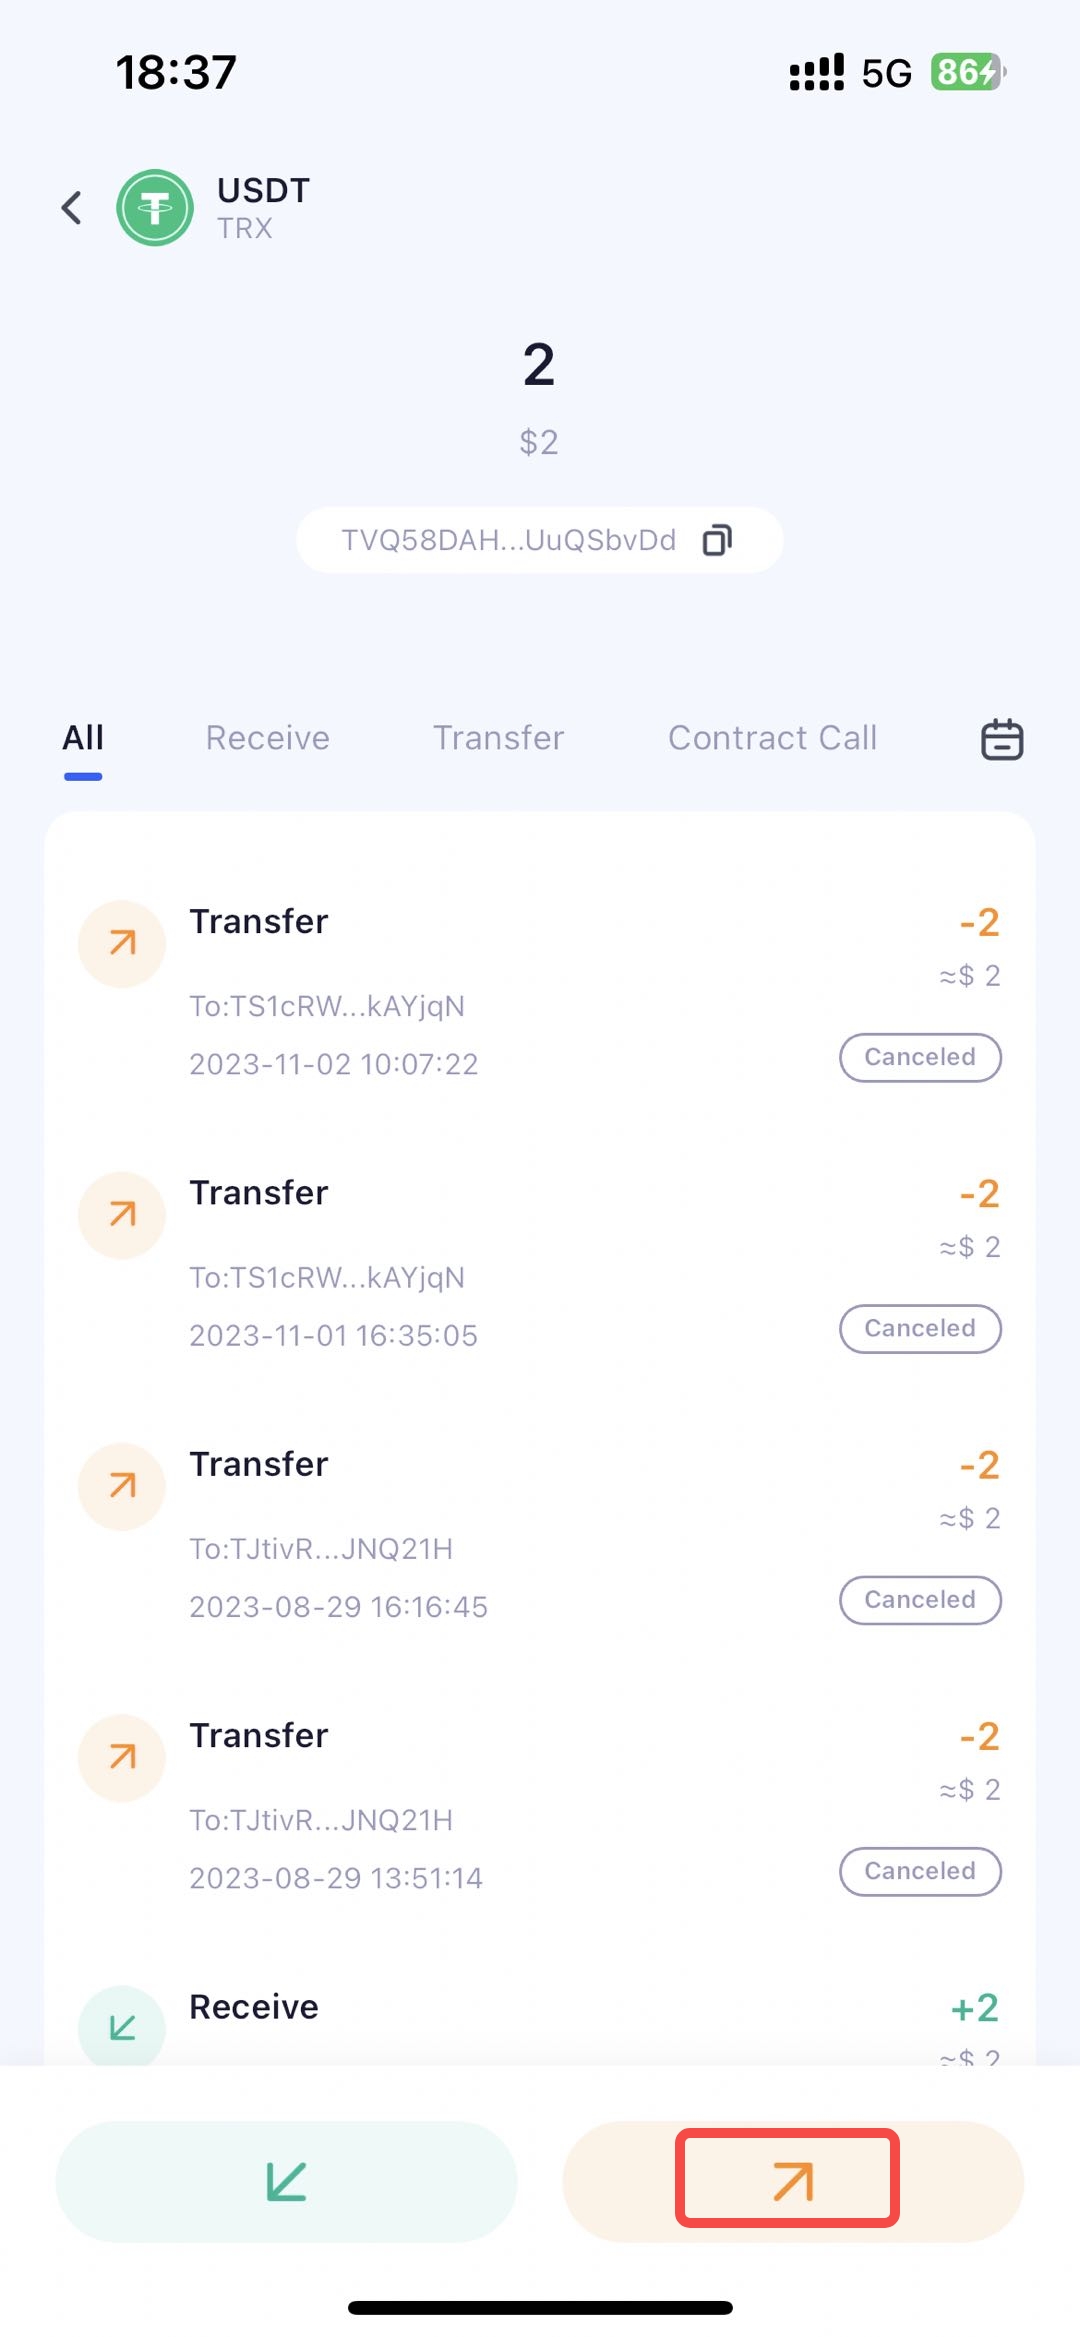 18:37
5G 86
USDT
TRX
2
$2
TVQ58DAH...UuQSbvDd
All Receive Transfer Contract Call
Transfer -2
≈$ 2
To:TS1cRW...kAYjqN
2023-11-02 10:07:22 Canceled
Transfer -2
≈$ 2
To:TS1cRW...kAYjqN
2023-11-01 16:35:05 Canceled
Transfer -2
≈$ 2
To:TJtivR...JNQ21H
2023-08-29 16:16:45 Canceled
Transfer -2
≈$ 2
To:TJtivR...JNQ21H
2023-08-29 13:51:14 Canceled
Receive +2
≈$ 2